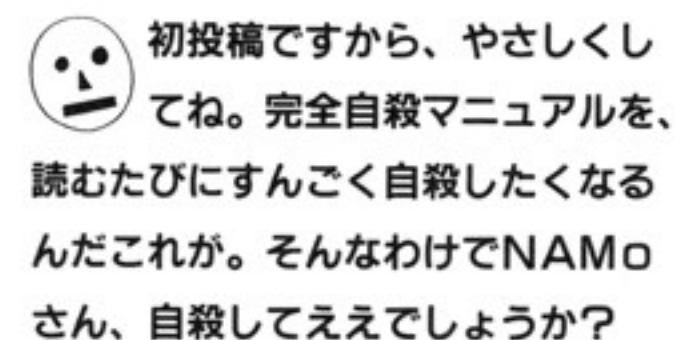 初投稿ですから、やさしくし
てね。完全自殺マニュアルを、
読むたびにすんごく自殺したくなる
んだこれが。そんなわけでNAMロ
さん、自殺してええでしょうか?